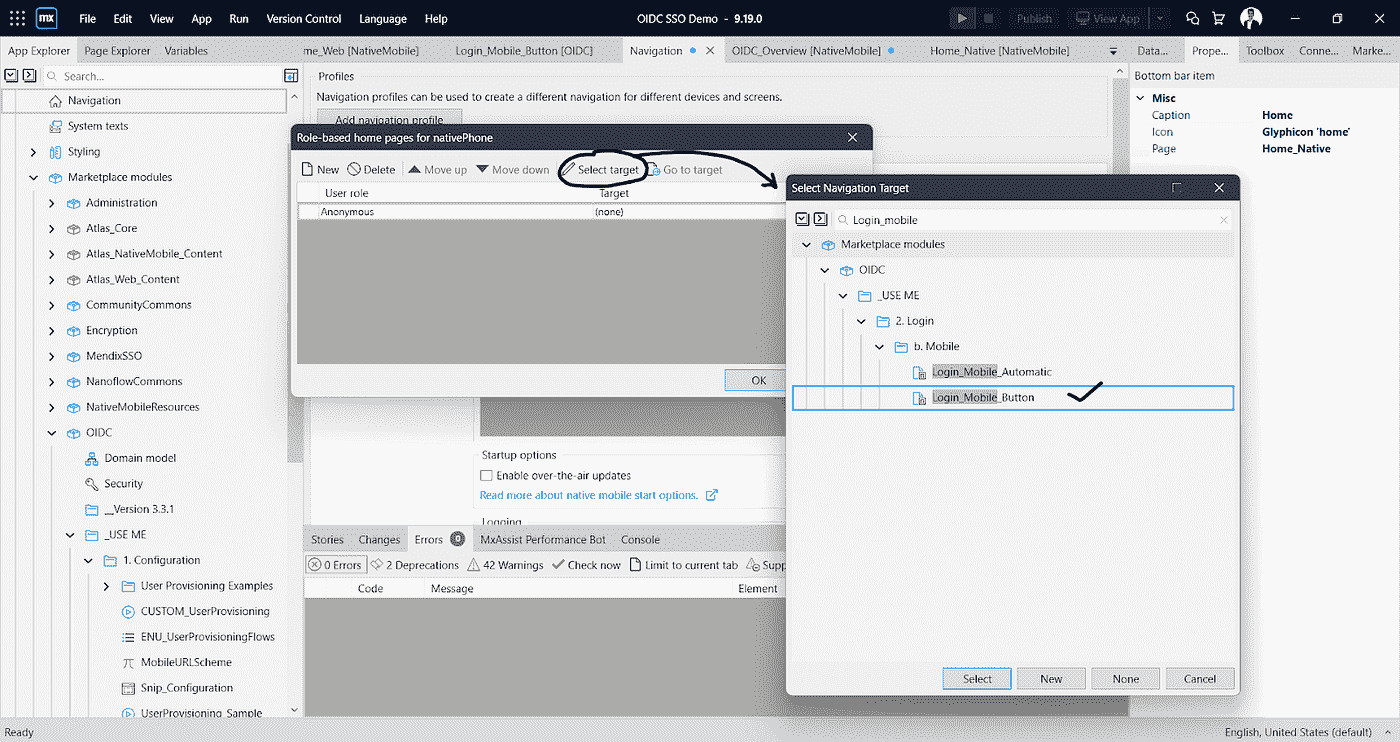 mx File Edit View App Run Version Control Language Help OIDC SSO Demo - 9.19.0 Publish View App
App Explorer Page Explorer Variables me_Web [NativeMobile] Login_Mobile_Button [OIDC] Navigation OIDC_Overview [NativeMobile] Home_Native [NativeMobile] Data... Prope... Toolbox Conne... Marke...
Search...
Navigation
System texts
Styling
Marketplace modules
Administration
Atlas_Core
Atlas_NativeMobile_Content
Atlas_Web_Content
CommunityCommons
Encryption
MendixSSO
NanoflowCommons
NativeMobileResources
OIDC
Domain model
Security
__Version 3.3.1
_USE ME
1. Configuration
User Provisioning Examples
CUSTOM_UserProvisioning
ENU_UserProvisioningFlows
MobileURLScheme
Snip_Configuration
UserProvisioning_Sample
Profiles
Navigation profiles can be used to create a different navigation for different devices and screens.
Add navigation profile
Role-based home pages for nativePhone
New Delete Move up Move down Select target Go to target
User role Target
Anonymous (none)
OK
Startup options
Enable over-the-air updates
Read more about native mobile start options.
Logging
Stories Changes Errors 0 MxAssist Performance Bot Console
0 Errors 2 Deprecations 42 Warnings Check now Limit to current tab Supp
Code Message Element
Select Navigation Target
Login_mobile
Marketplace modules
OIDC
_USE ME
2. Login
b. Mobile
Login_Mobile_Automatic
Login_Mobile_Button
Select New None Cancel
Bottom bar item
Misc
Caption Home
Icon Glyphicon 'home'
Page Home_Native
Ready English, United States (default)